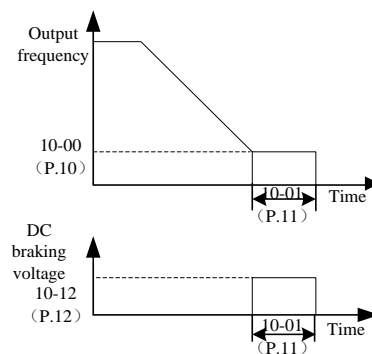 Output
frequency
10-00
（P.10）
10-01
Time
（P.11）
DC
braking
voltage
10-12
（P.12）
10-01
Time
（P.11）